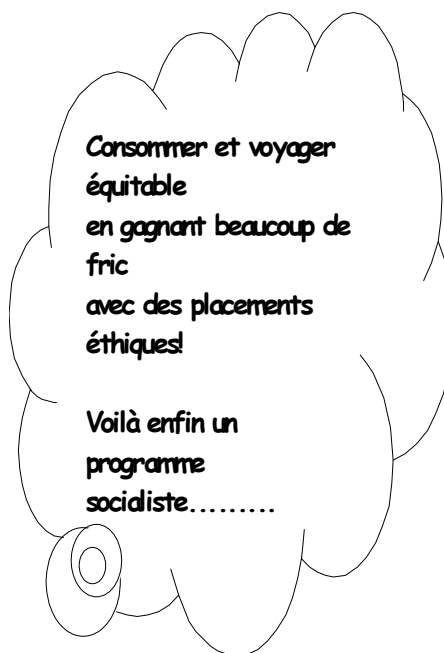 Consommer et voyager
équitable
en gagnant beaucoup de
fric
avec des placements
éthiques!
Voilà enfin un
programme
socialiste.........